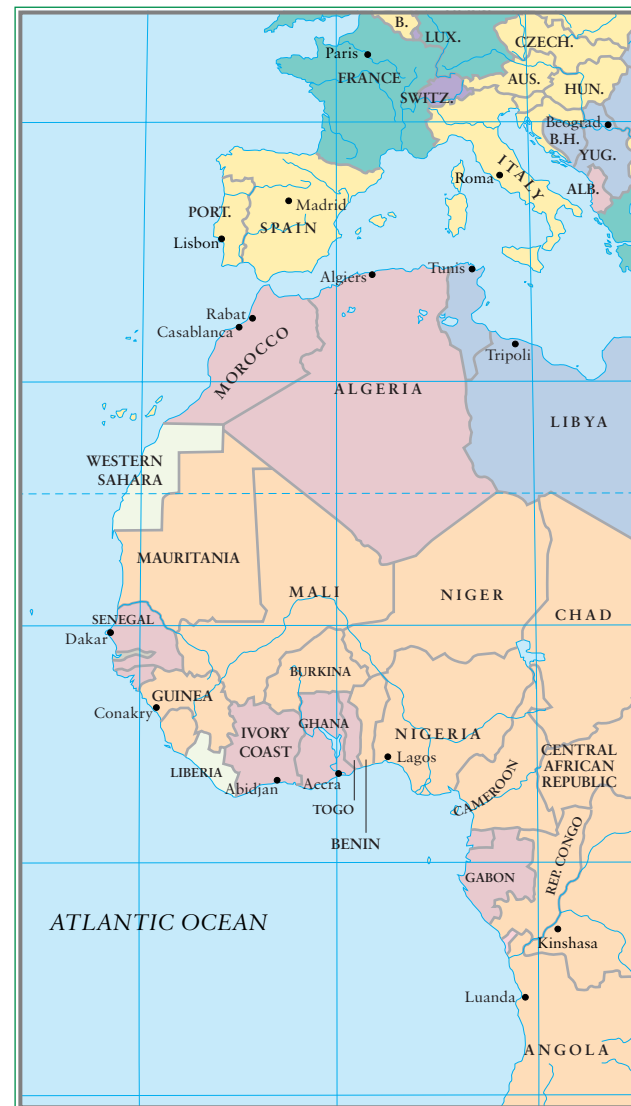 B.
LUX.
CZECH.
Paris
FRANCE
AUS.
SWITZ.
HUN.
Beograd
B.H.
YUG.
ITALY
Roma
ALB.
Madrid
PORT.
SPAIN
Lisbon
Algiers
Tunis
Rabat
Casablanca
MOROCCO
Tripoli
ALGERIA
LIBYA
WESTERN
SAHARA
MAURITANIA
MALI
NIGER
CHAD
SENEGAL
Dakar
BURKINA
GUINEA
Conakry
GHANA
IVORY
COAST
NIGERIA
Lagos
LIBERIA
Abidjan
Accra
TOGO
BENIN
CAMEROON
CENTRAL
AFRICAN
REPUBLIC
REP. CONGO
GABON
ATLANTIC OCEAN
Kinshasa
Luanda
ANGOLA